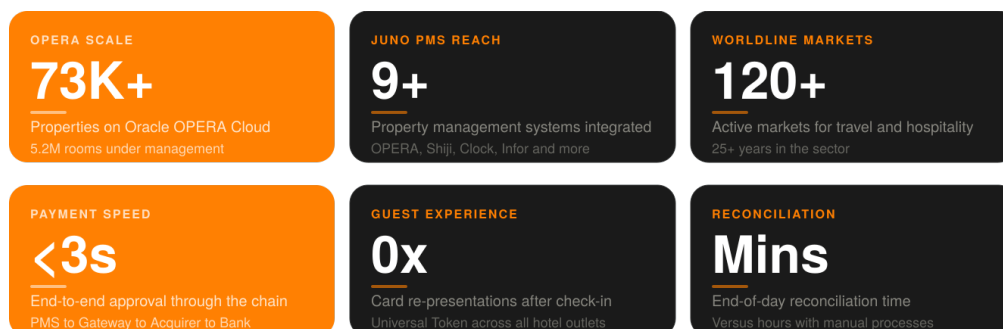 OPERA SCALE
73K+
Properties on Oracle OPERA Cloud
5.2M rooms under management
JUNO PMS REACH
9+
Property management systems integrated
OPERA, Shiji, Clock, Infor and more
WORLDLINE MARKETS
120+
Active markets for travel and hospitality
25+ years in the sector
PAYMENT SPEED
<3s
End-to-end approval through the chain
PMS to Gateway to Acquirer to Bank
GUEST EXPERIENCE
0x
Card re-presentations after check-in
Universal Token across all hotel outlets
RECONCILIATION
Mins
End-of-day reconciliation time
Versus hours with manual processes